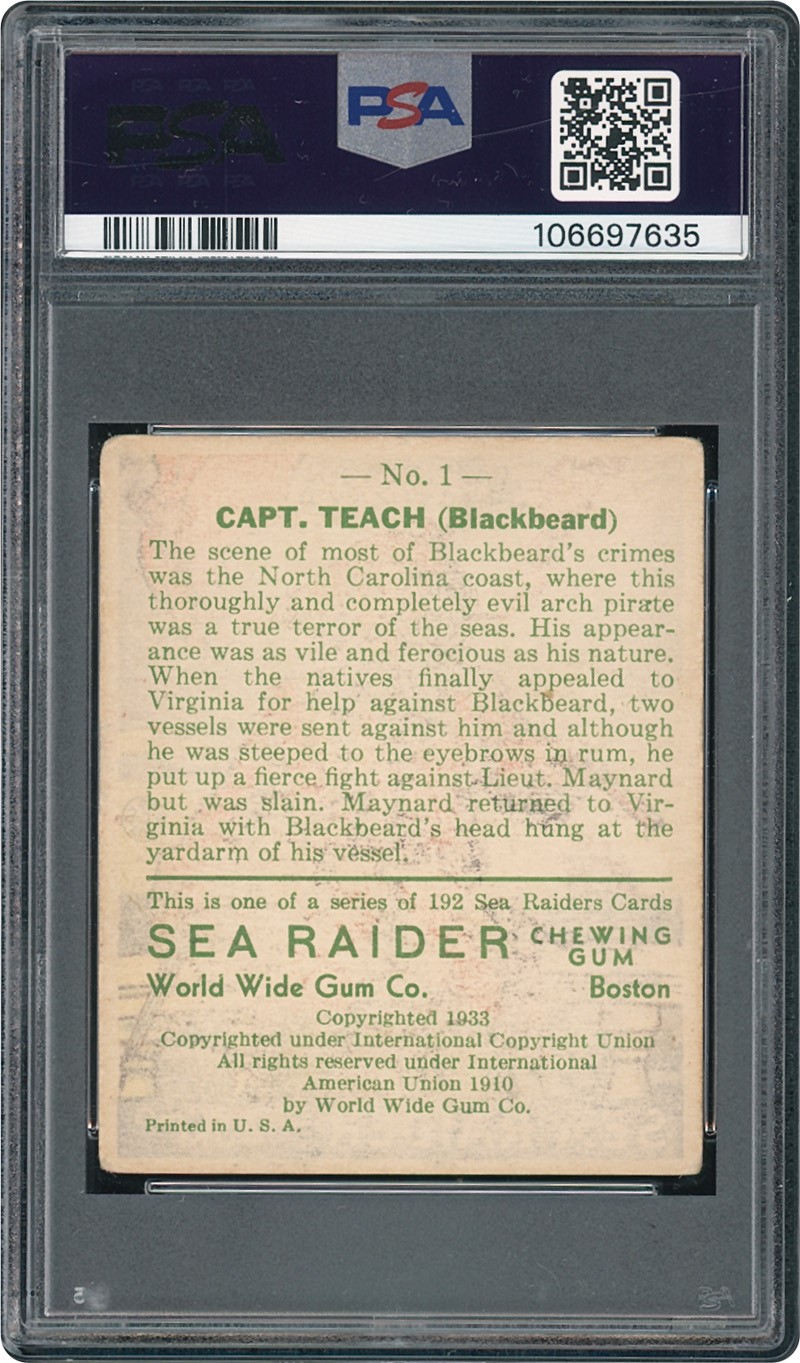 PSA
PSA
106697635
— No. 1 —
CAPT. TEACH (Blackbeard)
The scene of most of Blackbeard's crimes
was the North Carolina coast, where this
thoroughly and completely evil arch pirate
was a true terror of the seas. His appear-
ance was as vile and ferocious as his nature.
When the natives finally appealed to
Virginia for help against Blackbeard, two
vessels were sent against him and although
he was steeped to the eyebrows in rum, he
put up a fierce fight against Lieut. Maynard
but was slain. Maynard returned to Vir-
ginia with Blackbeard's head hung at the
yardarm of his vessel.
This is one of a series of 192 Sea Raiders Cards
SEA RAIDER CHEWING GUM
World Wide Gum Co. Boston
Copyrighted 1933
Copyrighted under International Copyright Union
All rights reserved under International
American Union 1910
by World Wide Gum Co.
Printed in U. S. A.
PSA